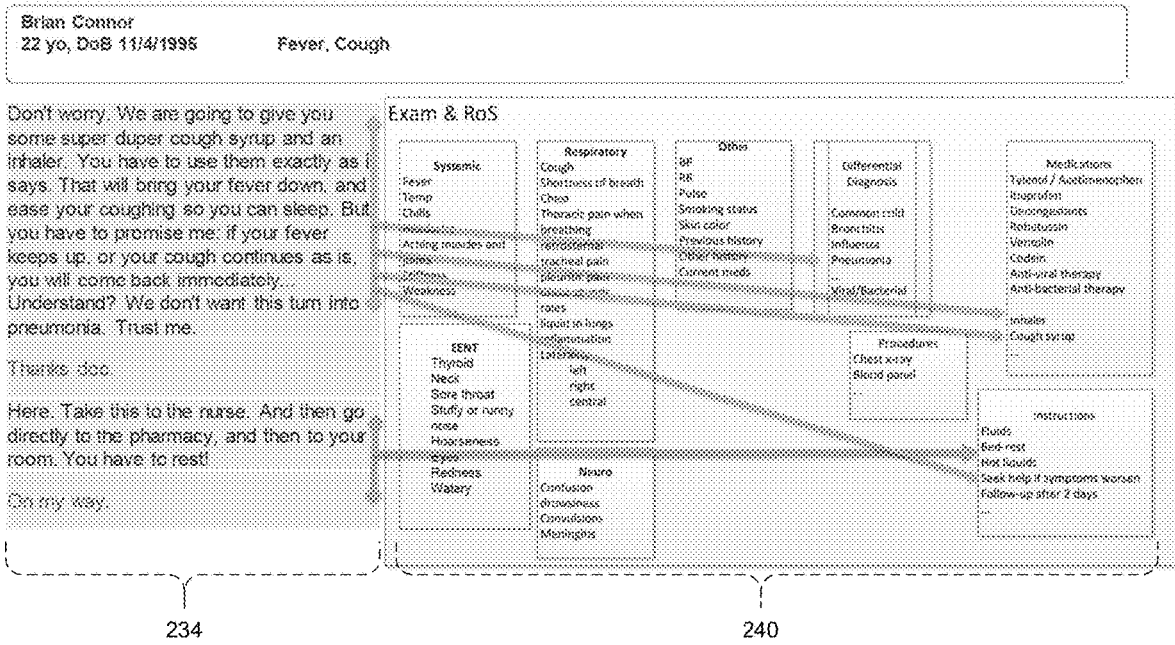 Brian Connor
22 yo, DoB 11/4/1995 Fever, Cough
Don't worry. We are going to give you
some super duper cough syrup and an
inhaler. You have to use them exactly as i
says. That will bring your fever down, and
ease your coughing so you can sleep. But
you have to promise me: if your fever
keeps up, or your cough continues as is,
you will come back immediately...
Understand? We don't want this turn into
pneumonia. Trust me.
Thanks doc.
Here. Take this to the nurse. And then go
directly to the pharmacy, and then to your
room. You have to rest!
On my way.
Exam & RoS
Systemic
Fever
Temp
Chills
Aching muscles and
Weakness
EENT
Thyroid
Neck
Sore throat
Stuffy or runny
nose
Hoarseness
Eyes
Redness
Watery
Respiratory
Cough
Shortness of breath
Chest
Thoracic pain when
breathing
retrosternal
tracheal pain
pleuritic pain
rales
liquid in lungs
inflammation
Location
left
right
central
Neuro
Confusion
drowsiness
Convulsions
Meningitis
Other
BP
RR
Pulse
Smoking status
Skin color
Previous history
Other history
Current meds
Differential
Diagnosis
Common cold
Bronchitis
Influenza
Pneumonia
...
Viral/Bacterial
Procedures
Chest x-ray
Blood panel
...
Medications
Tylenol / Acetimenophen
Ibuprofen
Decongestants
Robutussin
Ventolin
Codein
Anti-viral therapy
Anti-bacterial therapy
Inhaler
Cough syrup
...
Instructions
Fluids
Bed-rest
Hot liquids
Seek help if symptoms worsen
Follow-up after 2 days
...
234
240